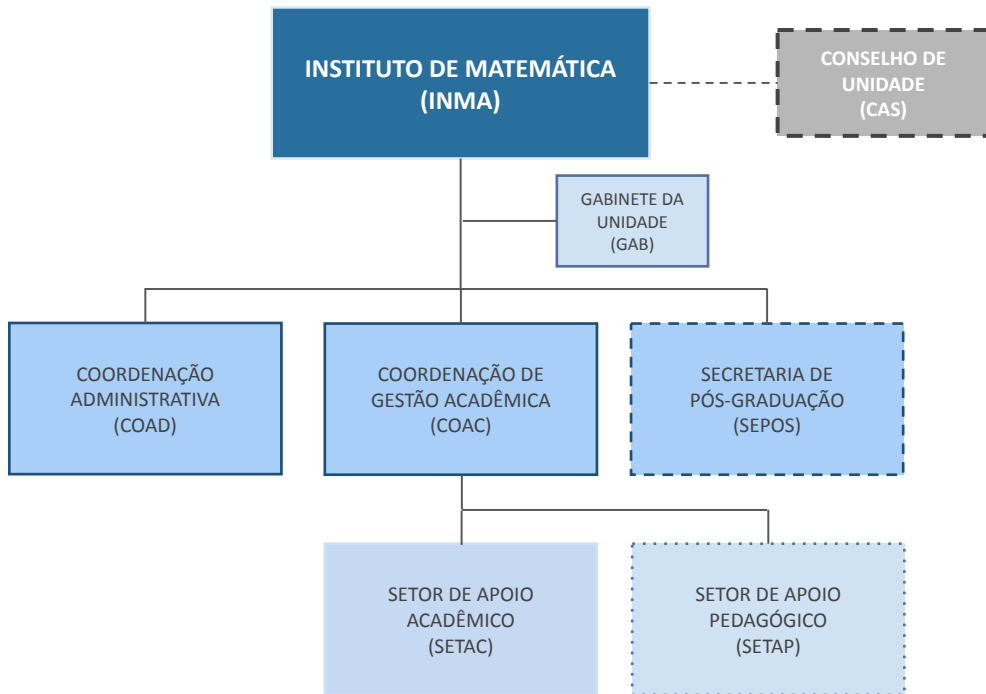 INSTITUTO DE MATEMÁTICA
(INMA)
CONSELHO DE
UNIDADE
(CAS)
GABINETE DA
UNIDADE
(GAB)
COORDENAÇÃO
ADMINISTRATIVA
(COAD)
COORDENAÇÃO DE
GESTÃO ACADÊMICA
(COAC)
SECRETARIA DE
PÓS-GRADUAÇÃO
(SEPOS)
SETOR DE APOIO
ACADÊMICO
(SETAC)
SETOR DE APOIO
PEDAGÓGICO
(SETAP)